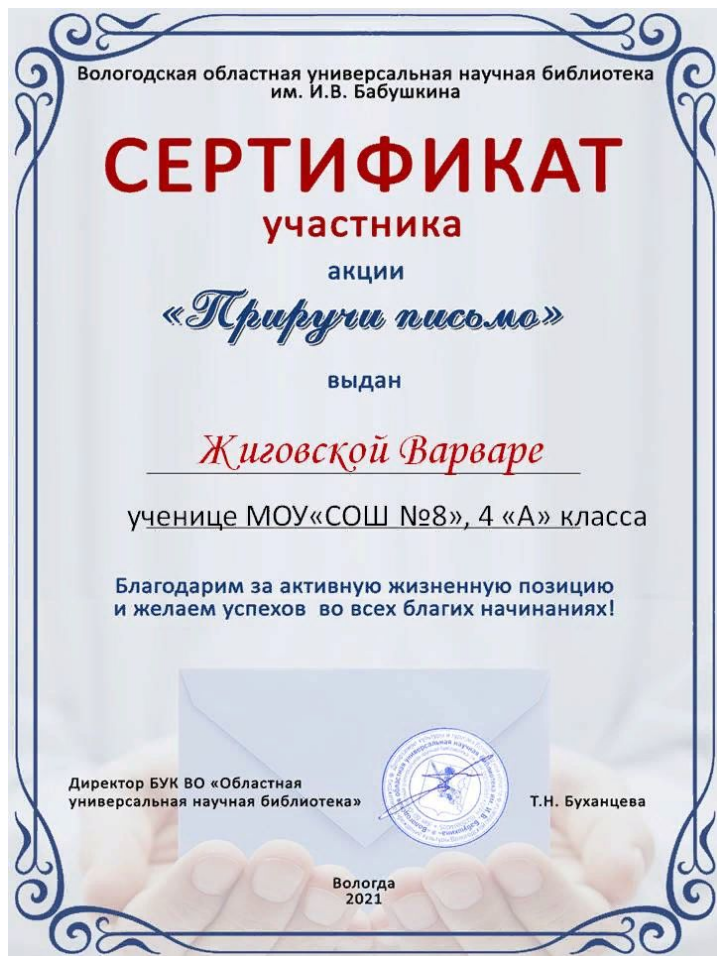 Вологодская областная универсальная научная библиотека
им. И.В. Бабушкина
СЕРТИФИКАТ
участника
акции
«Приручи письмо»
выдан
Жиговской Варваре
ученице МОУ«СОШ №8», 4 «А» класса
Благодарим за активную жизненную позицию
и желаем успехов во всех благих начинаниях!
Директор БУК ВО «Областная
универсальная научная библиотека»
Т.Н. Буханцева
Вологда
2021